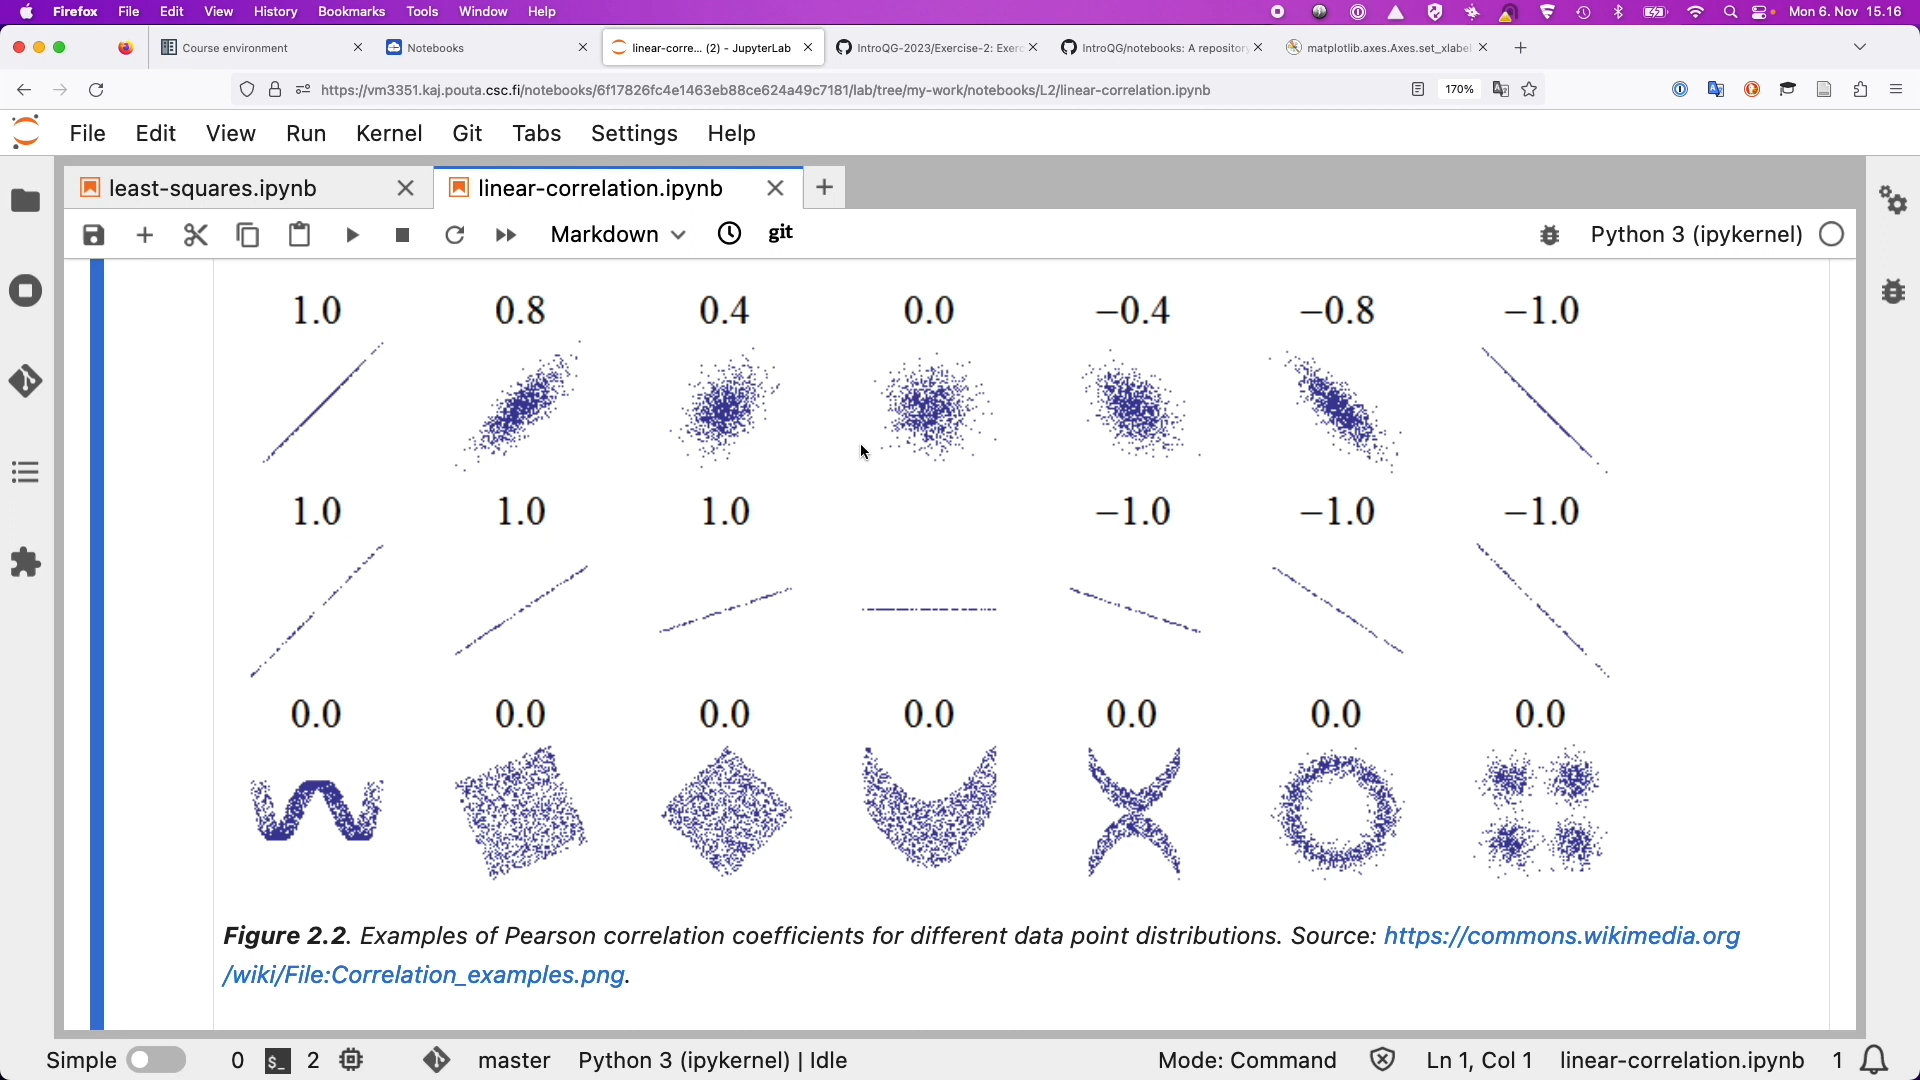 Firefox File Edit View History Bookmarks Tools Window Help Mon 6. Nov 15.16
Course environment Notebooks linear-corre... (2) - JupyterLab IntroQG-2023/Exercise-2: Exerc IntroQG/notebooks: A repository matplotlib.axes.Axes.set_xlabel
https://vm3351.kaj.pouta.csc.fi/notebooks/6f17826fc4e1463eb88ce624a49c7181/lab/tree/my-work/notebooks/L2/linear-correlation.ipynb 170%
File Edit View Run Kernel Git Tabs Settings Help
least-squares.ipynb linear-correlation.ipynb
Markdown git Python 3 (ipykernel)
1.0 0.8 0.4 0.0 −0.4 −0.8 −1.0
1.0 1.0 1.0 −1.0 −1.0 −1.0
0.0 0.0 0.0 0.0 0.0 0.0 0.0
Figure 2.2. Examples of Pearson correlation coefficients for different data point distributions. Source: https://commons.wikimedia.org
/wiki/File:Correlation_examples.png.
Simple 0 $_ 2 master Python 3 (ipykernel) | Idle Mode: Command Ln 1, Col 1 linear-correlation.ipynb 1